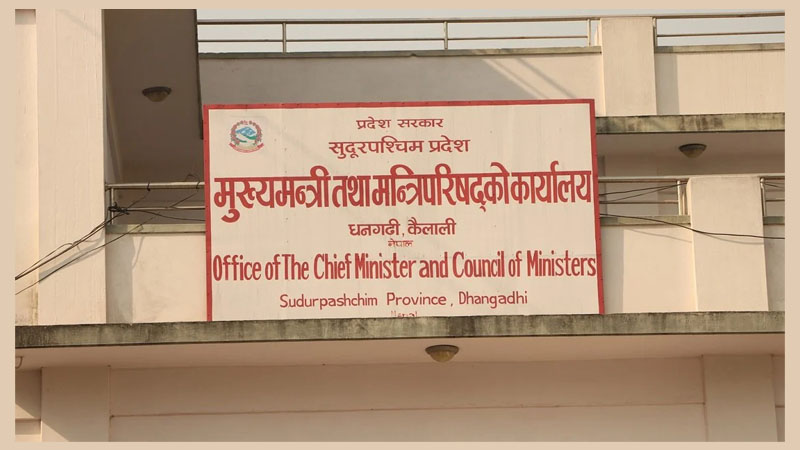 प्रदेश सरकार
सुदूरपश्चिम प्रदेश
मुख्यमन्त्री तथा मन्त्रिपरिषद्को कार्यालय
धनगढी, कैलाली
नेपाल
Office of The Chief Minister and Council of Ministers
Sudurpashchim Province, Dhangadhi